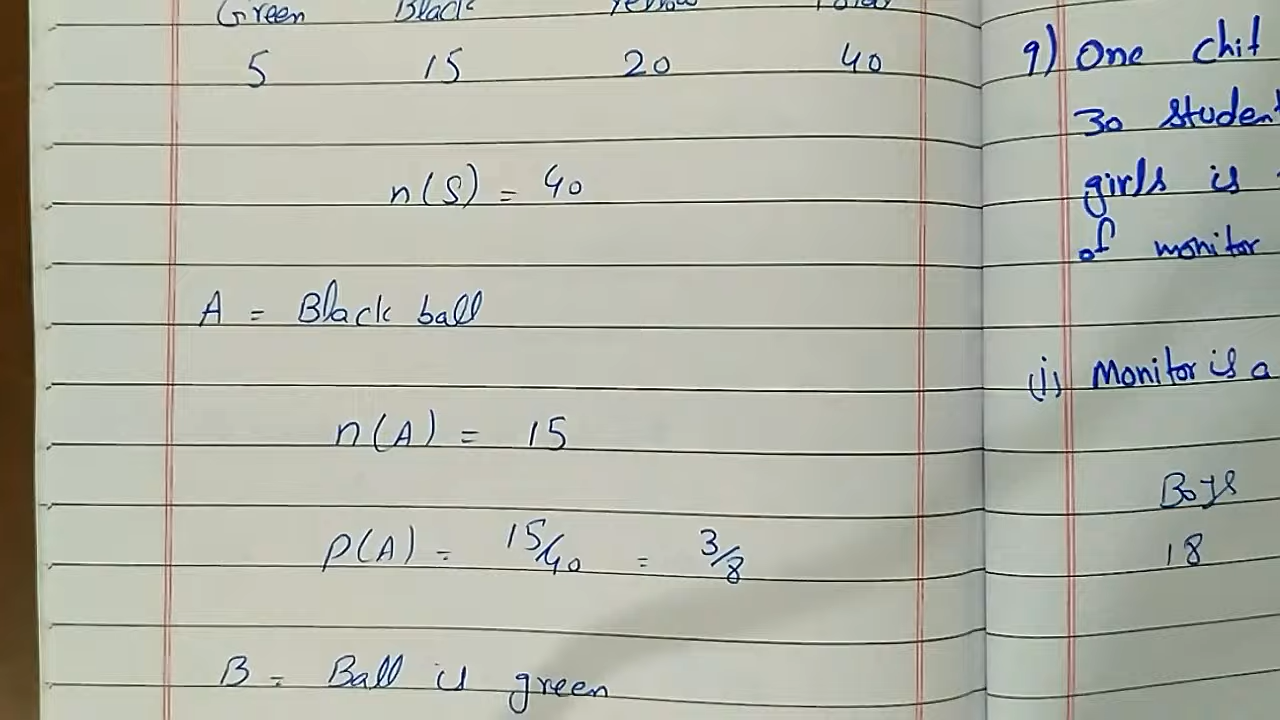 Green Black Yellow Total
5 15 20 40
n(S) = 40
A = Black ball
n(A) = 15
P(A) = 15/40 = 3/8
B = Ball is green
9) One chit
30 student
girls is
of monitor
(i) Monitor is a
Boys
18